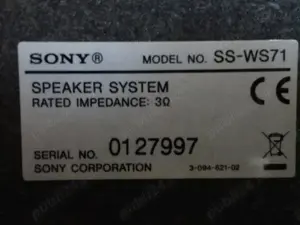 SONY® MODEL NO. SS-WS71
SPEAKER SYSTEM
RATED IMPEDANCE: 3Ω
CE
SERIAL NO. 0127997
SONY CORPORATION 3-094-621-02